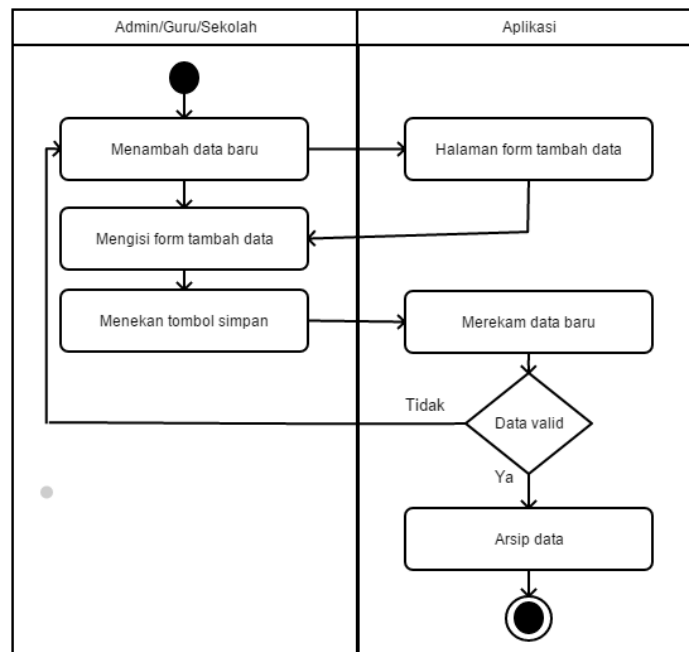 Admin/Guru/Sekolah
Aplikasi
Menambah data baru
Halaman form tambah data
Mengisi form tambah data
Menekan tombol simpan
Merekam data baru
Tidak
Data valid
Ya
Arsip data